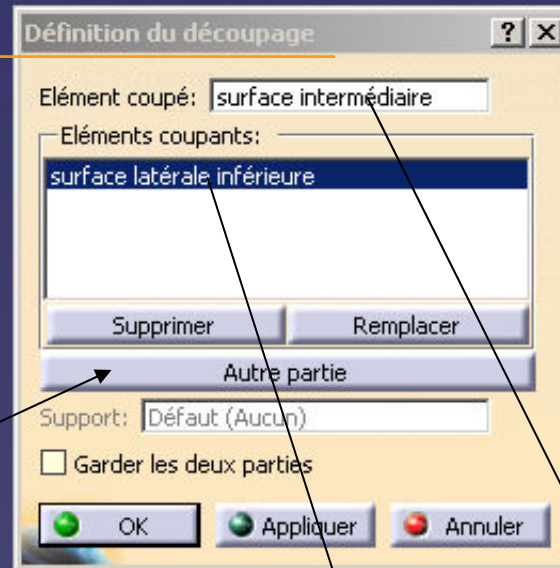 Définition du découpage ? X
Elément coupé: surface intermédiaire
Eléments coupants:
surface latérale inférieure
Supprimer Remplacer
Autre partie
Support: Défaut (Aucun)
Garder les deux parties
OK Appliquer Annuler